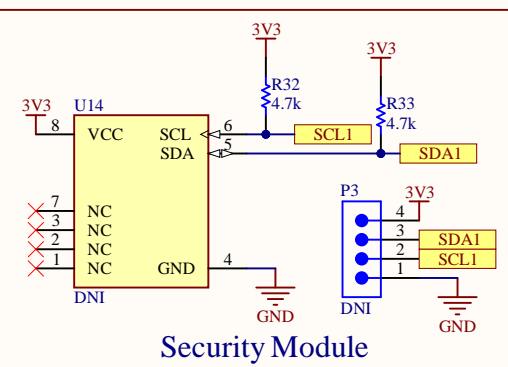 3V3
3V3
R32
4.7k
R33
4.7k
3V3
U14
8 VCC SCL 6 SCL1
SDA 5 SDA1
7 NC
3 NC
2 NC
1 NC GND 4
DNI
GND
P3
3V3
4
3 SDA1
2 SCL1
1
DNI
GND
Security Module